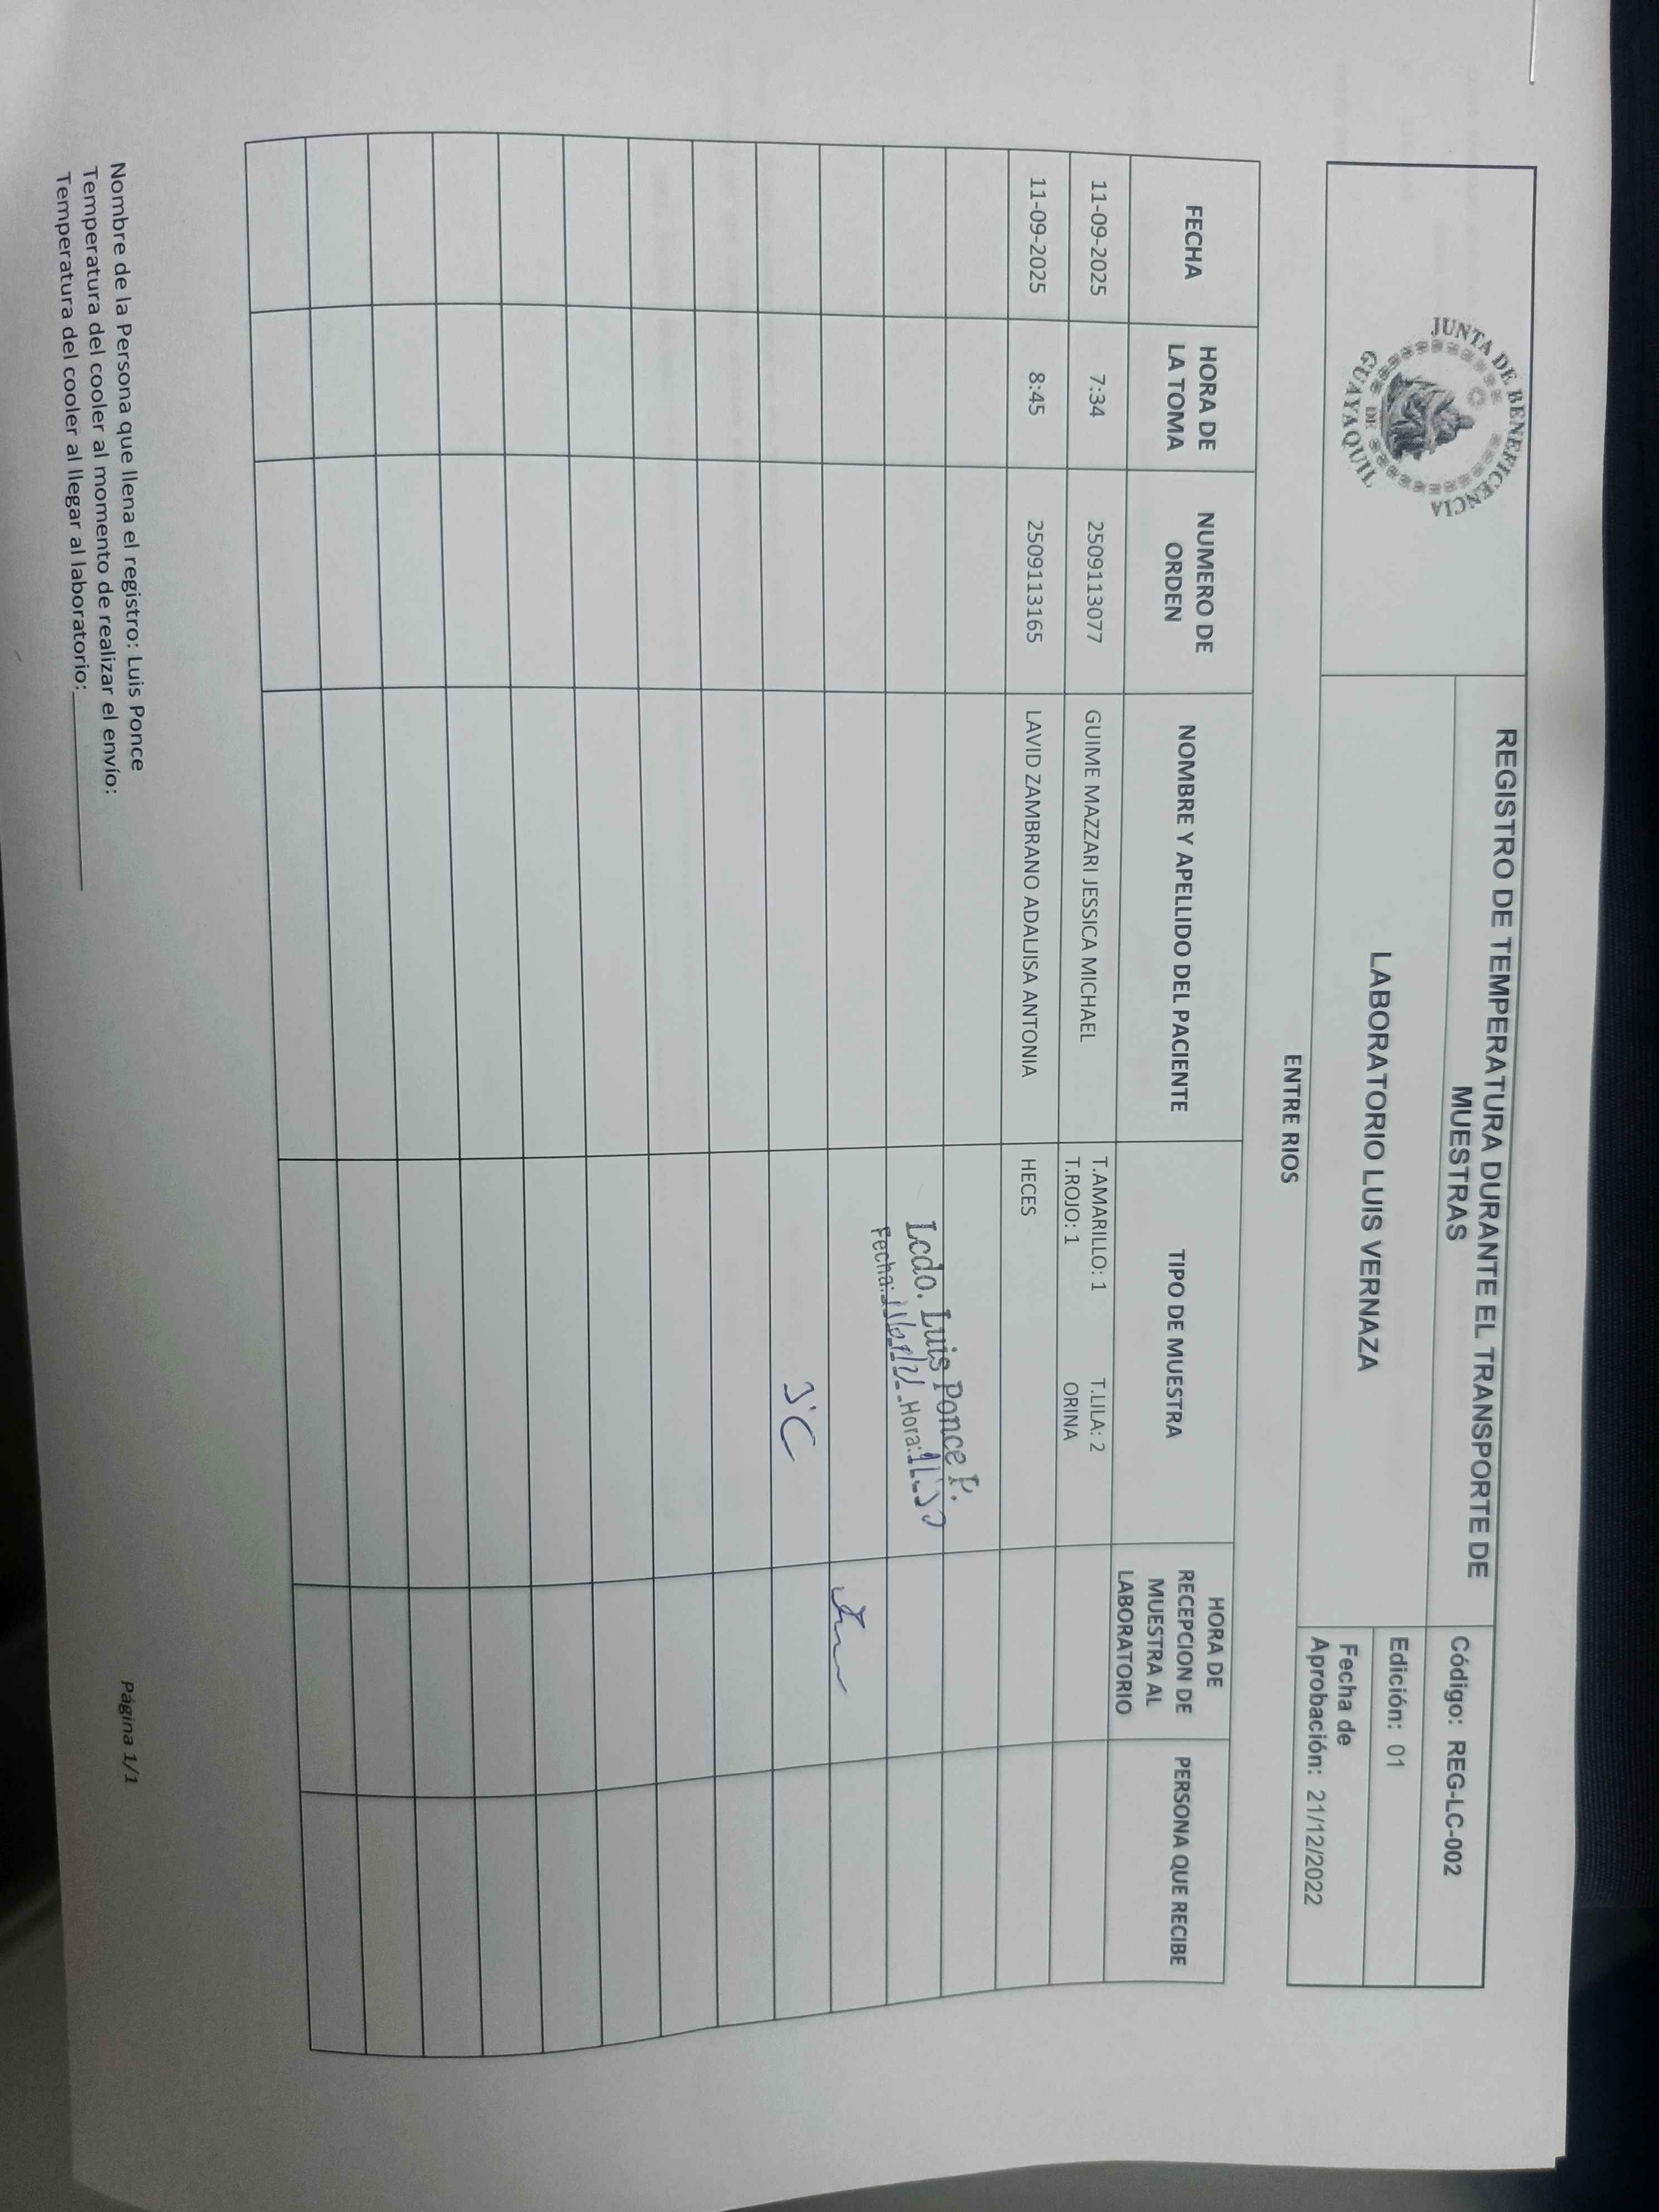 JUNTA DE BENEFICENCIA
DE
GUAYAQUIL
REGISTRO DE TEMPERATURA DURANTE EL TRANSPORTE DE
MUESTRAS
LABORATORIO LUIS VERNAZA
Código: REG-LC-002
Edición: 01
Fecha de
Aprobación: 21/12/2022
ENTRE RIOS
FECHA
HORA DE
LA TOMA
NUMERO DE
ORDEN
NOMBRE Y APELLIDO DEL PACIENTE
TIPO DE MUESTRA
HORA DE
RECEPCION DE
MUESTRA AL
LABORATORIO
PERSONA QUE RECIBE
11-09-2025 7:34 2509113077 GUIME MAZZARI JESSICA MICHAEL T.AMARILLO: 1 T.LILA: 2
T.ROJO: 1 ORINA
11-09-2025 8:45 2509113165 LAVID ZAMBRANO ADALJISA ANTONIA HECES
Lcdo. Luis Ponce P.
Fecha: Hora:
Nombre de la Persona que llena el registro: Luis Ponce
Temperatura del cooler al momento de realizar el envío:
Temperatura del cooler al llegar al laboratorio:
Página 1/1